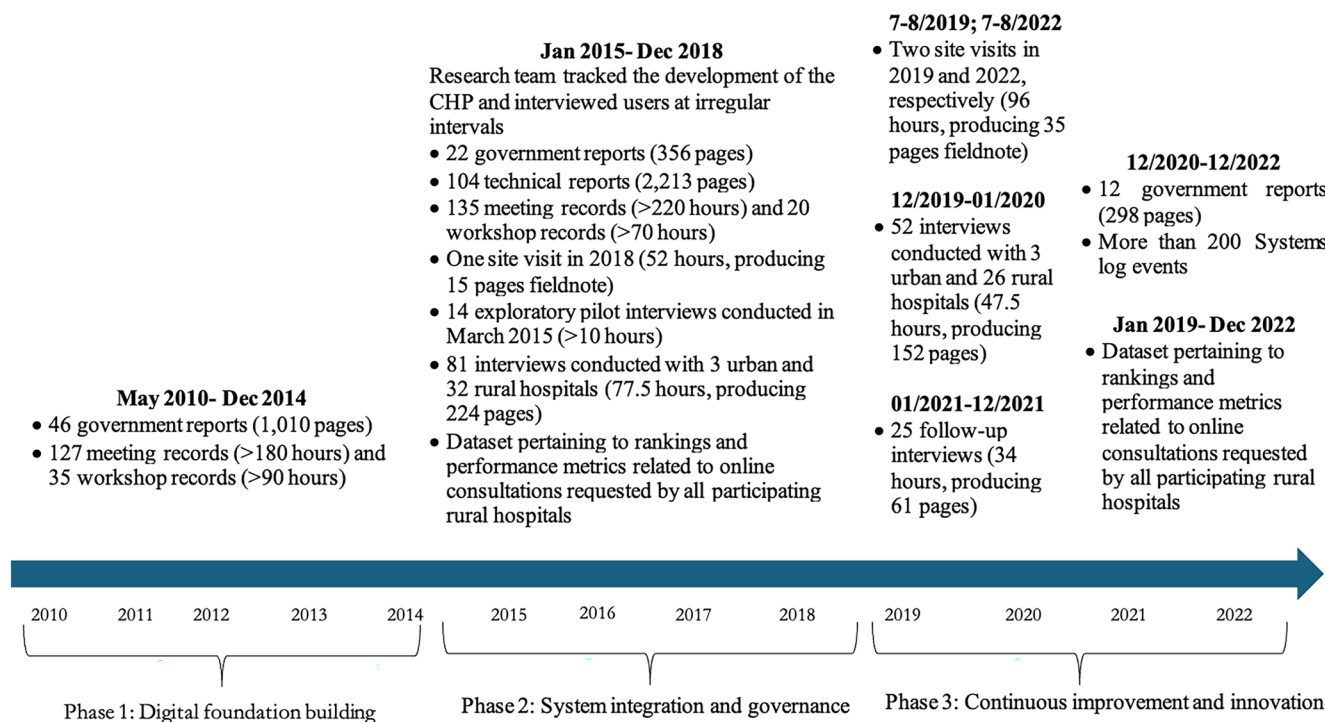 May 2010- Dec 2014
• 46 government reports (1,010 pages)
• 127 meeting records (>180 hours) and
35 workshop records (>90 hours)
Jan 2015- Dec 2018
Research team tracked the development of the
CHP and interviewed users at irregular
intervals
• 22 government reports (356 pages)
• 104 technical reports (2,213 pages)
• 135 meeting records (>220 hours) and 20
workshop records (>70 hours)
• One site visit in 2018 (52 hours, producing
15 pages fieldnote)
• 14 exploratory pilot interviews conducted in
March 2015 (>10 hours)
• 81 interviews conducted with 3 urban and
32 rural hospitals (77.5 hours, producing
224 pages)
• Dataset pertaining to rankings and
performance metrics related to online
consultations requested by all participating
rural hospitals
7-8/2019; 7-8/2022
• Two site visits in
2019 and 2022,
respectively (96
hours, producing 35
pages fieldnote)
12/2019-01/2020
• 52 interviews
conducted with 3
urban and 26 rural
hospitals (47.5
hours, producing
152 pages)
01/2021-12/2021
• 25 follow-up
interviews (34
hours, producing
61 pages)
12/2020-12/2022
• 12 government reports
(298 pages)
• More than 200 Systems
log events
Jan 2019- Dec 2022
• Dataset pertaining to
rankings and
performance metrics
related to online
consultations requested
by all participating rural
hospitals
2010 2011 2012 2013 2014 2015 2016 2017 2018 2019 2020 2021 2022
Phase 1: Digital foundation building
Phase 2: System integration and governance
Phase 3: Continuous improvement and innovation